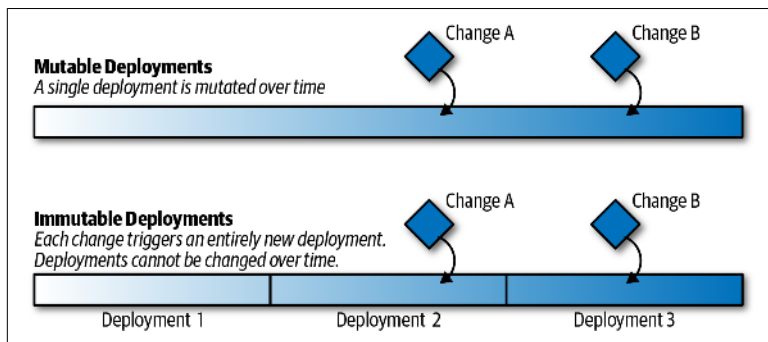 Change A
Change B
Mutable Deployments
A single deployment is mutated over time
Change A
Change B
Immutable Deployments
Each change triggers an entirely new deployment.
Deployments cannot be changed over time.
Deployment 1
Deployment 2
Deployment 3